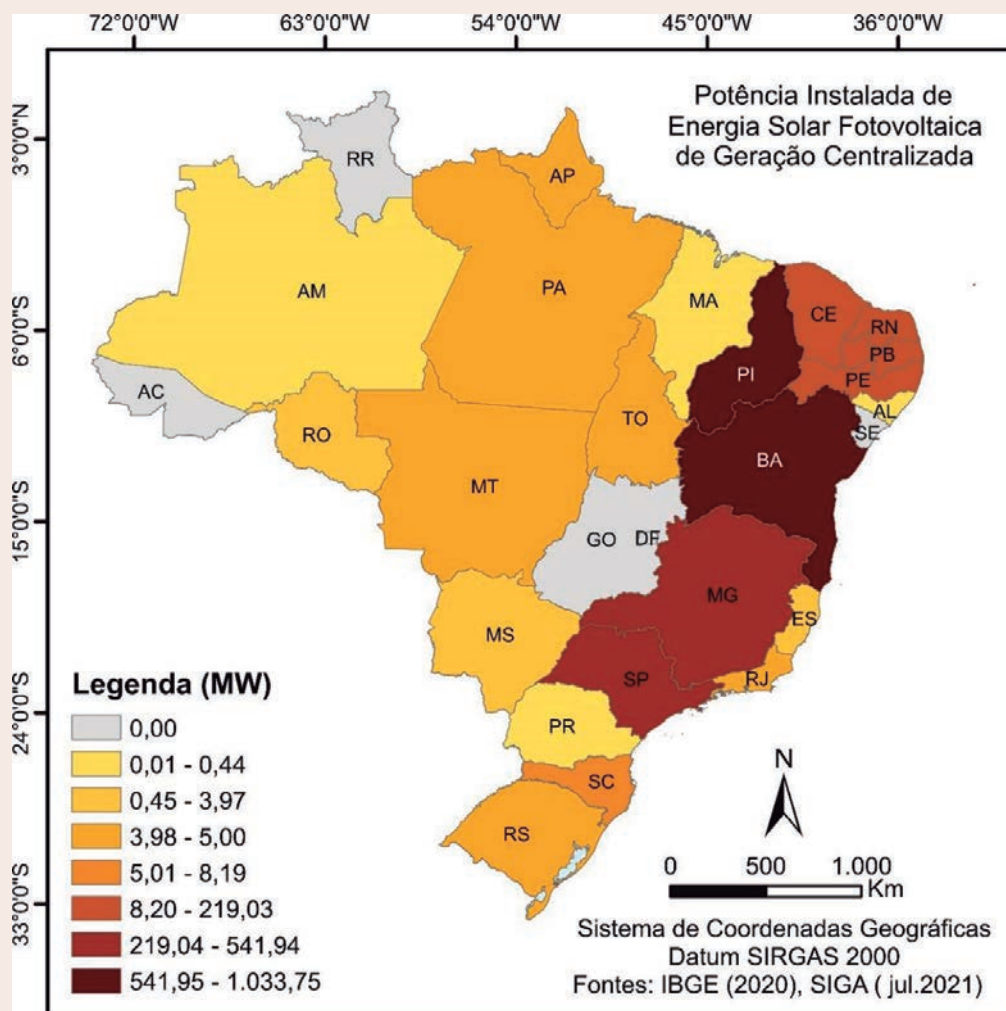 72°0'0"W 63°0'0"W 54°0'0"W 45°0'0"W 36°0'0"W
3°0'0"N
6°0'0"S
15°0'0"S
24°0'0"S
33°0'0"S
Potência Instalada de
Energia Solar Fotovoltaica
de Geração Centralizada
RR
AP
AM
PA
MA
CE
RN
PB
PI
PE
AC
AL
TO
SE
RO
BA
MT
GO
DF
MG
ES
MS
SP
RJ
PR
SC
RS
Legenda (MW)
0,00
0,01 - 0,44
0,45 - 3,97
3,98 - 5,00
5,01 - 8,19
8,20 - 219,03
219,04 - 541,94
541,95 - 1.033,75
N
0 500 1.000
Km
Sistema de Coordenadas Geográficas
Datum SIRGAS 2000
Fontes: IBGE (2020), SIGA ( jul.2021)